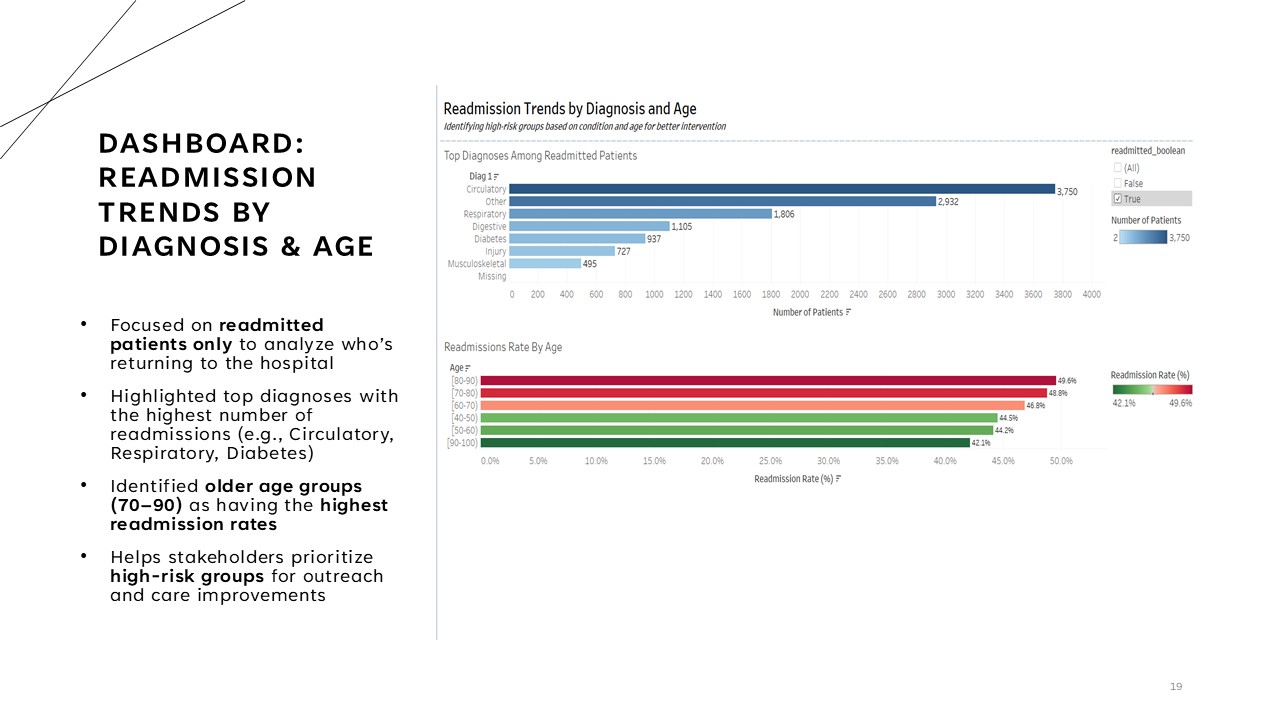 DASHBOARD:
READMISSION
TRENDS BY
DIAGNOSIS & AGE
• Focused on readmitted
patients only to analyze who's
returning to the hospital
• Highlighted top diagnoses with
the highest number of
readmissions (e.g., Circulatory,
Respiratory, Diabetes)
• Identified older age groups
(70–90) as having the highest
readmission rates
• Helps stakeholders prioritize
high-risk groups for outreach
and care improvements
Readmission Trends by Diagnosis and Age
Identifying high-risk groups based on condition and age for better intervention
Top Diagnoses Among Readmitted Patients
Diag 1
Circulatory 3,750
Other 2,932
Respiratory 1,806
Digestive 1,105
Diabetes 937
Injury 727
Musculoskeletal 495
Missing
0 200 400 600 800 1000 1200 1400 1600 1800 2000 2200 2400 2600 2800 3000 3200 3400 3600 3800 4000
Number of Patients
readmitted_boolean
(All)
False
True
Number of Patients
2 3,750
Readmissions Rate By Age
Age
[80-90) 49.6%
[70-80) 48.8%
[60-70) 46.8%
[40-50) 44.5%
[50-60) 44.2%
[90-100) 42.1%
0.0% 5.0% 10.0% 15.0% 20.0% 25.0% 30.0% 35.0% 40.0% 45.0% 50.0%
Readmission Rate (%)
Readmission Rate (%)
42.1% 49.6%
19